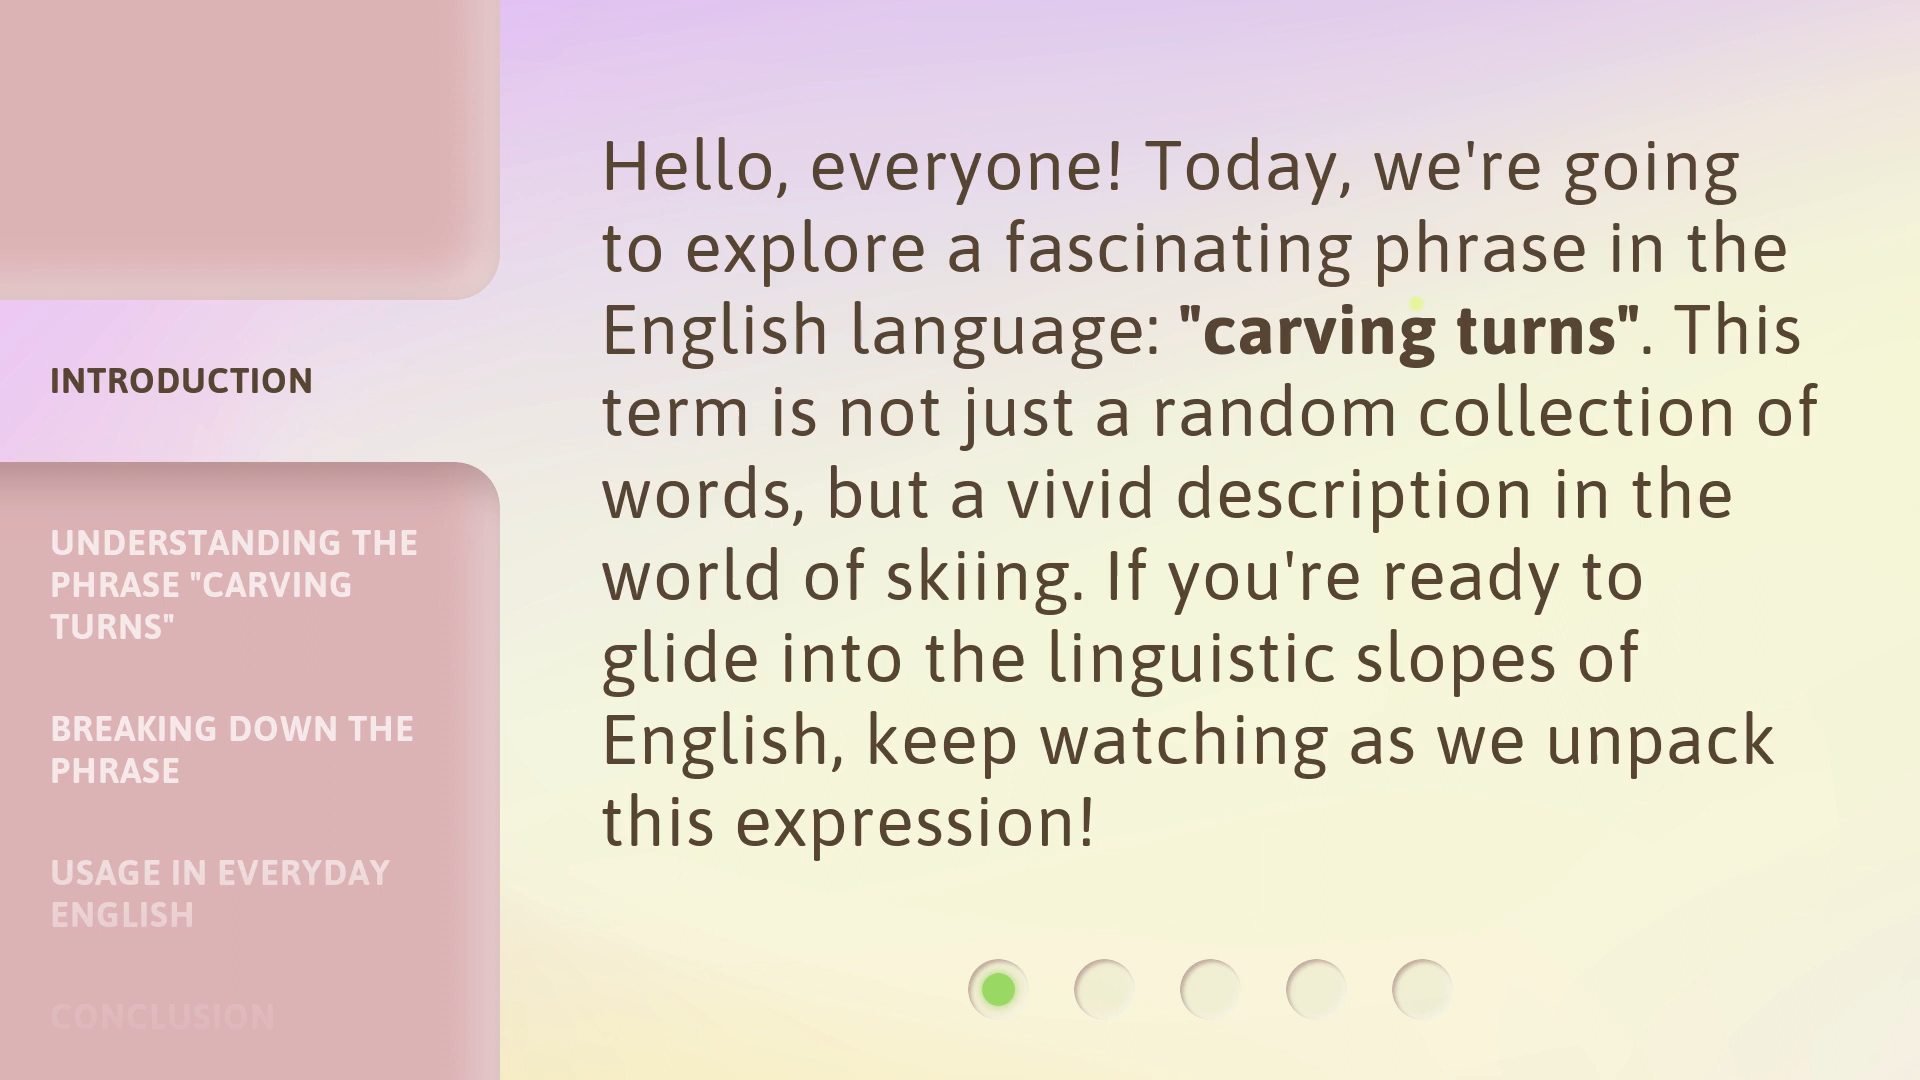 INTRODUCTION
UNDERSTANDING THE
PHRASE "CARVING
TURNS"
BREAKING DOWN THE
PHRASE
USAGE IN EVERYDAY
ENGLISH
CONCLUSION
Hello, everyone! Today, we're going
to explore a fascinating phrase in the
English language: "carving turns". This
term is not just a random collection of
words, but a vivid description in the
world of skiing. If you're ready to
glide into the linguistic slopes of
English, keep watching as we unpack
this expression!